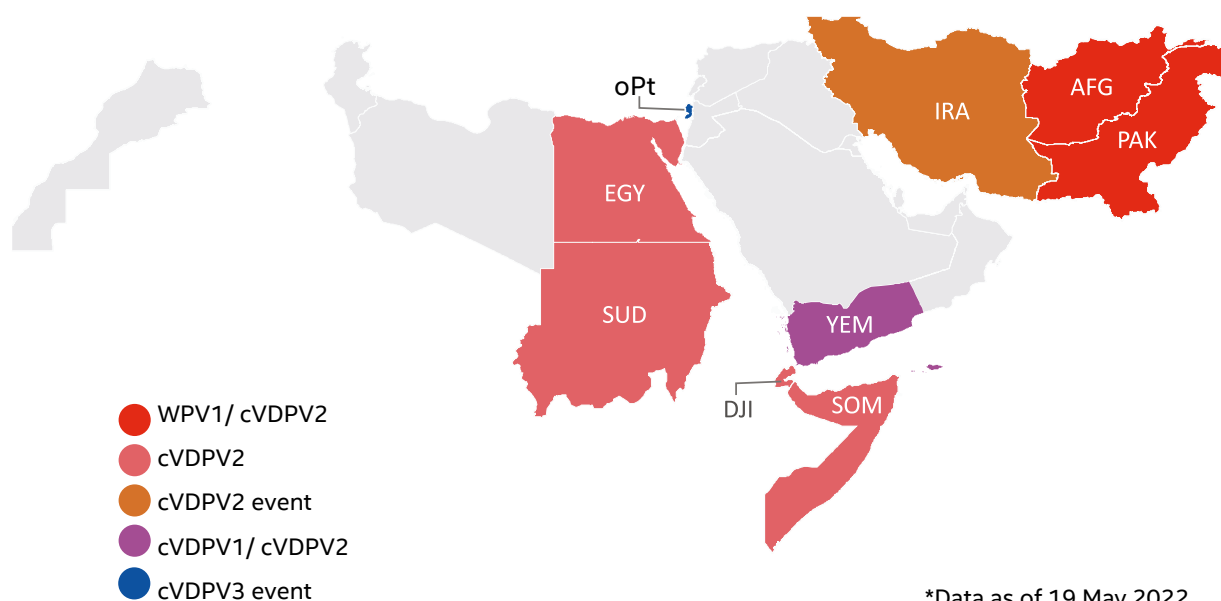 oPt
AFG
IRA
PAK
EGY
SUD
YEM
DJI
SOM
WPV1/ cVDPV2
cVDPV2
cVDPV2 event
cVDPV1/ cVDPV2
cVDPV3 event
*Data as of 19 May 2022